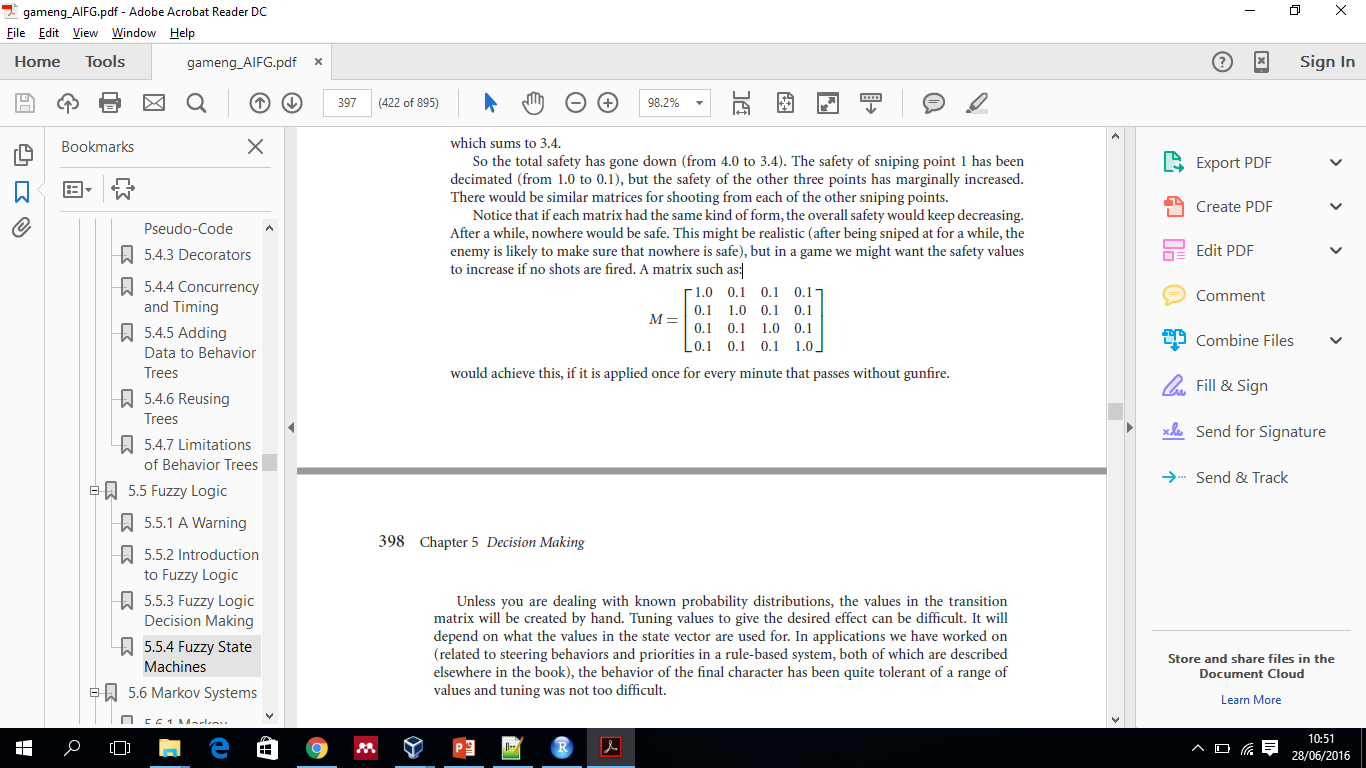 gameng_AIFG.pdf - Adobe Acrobat Reader DC
File Edit View Window Help
Home Tools gameng_AIFG.pdf × Sign In
397 (422 of 895) 98.2%
Bookmarks
Pseudo-Code
5.4.3 Decorators
5.4.4 Concurrency
and Timing
5.4.5 Adding
Data to Behavior
Trees
5.4.6 Reusing
Trees
5.4.7 Limitations
of Behavior Trees
5.5 Fuzzy Logic
5.5.1 A Warning
5.5.2 Introduction
to Fuzzy Logic
5.5.3 Fuzzy Logic
Decision Making
5.5.4 Fuzzy State
Machines
5.6 Markov Systems
5.6.1 Markov
which sums to 3.4.
So the total safety has gone down (from 4.0 to 3.4). The safety of sniping point 1 has been
decimated (from 1.0 to 0.1), but the safety of the other three points has marginally increased.
There would be similar matrices for shooting from each of the other sniping points.
Notice that if each matrix had the same kind of form, the overall safety would keep decreasing.
After a while, nowhere would be safe. This might be realistic (after being sniped at for a while, the
enemy is likely to make sure that nowhere is safe), but in a game we might want the safety values
to increase if no shots are fired. A matrix such as:
1.0 0.1 0.1 0.1
0.1 1.0 0.1 0.1
M =
0.1 0.1 1.0 0.1
0.1 0.1 0.1 1.0
would achieve this, if it is applied once for every minute that passes without gunfire.
398 Chapter 5 Decision Making
Unless you are dealing with known probability distributions, the values in the transition
matrix will be created by hand. Tuning values to give the desired effect can be difficult. It will
depend on what the values in the state vector are used for. In applications we have worked on
(related to steering behaviors and priorities in a rule-based system, both of which are described
elsewhere in the book), the behavior of the final character has been quite tolerant of a range of
values and tuning was not too difficult.
Export PDF
Create PDF
Edit PDF
Comment
Combine Files
Fill & Sign
Send for Signature
Send & Track
Store and share files in the
Document Cloud
Learn More
10:51
28/06/2016